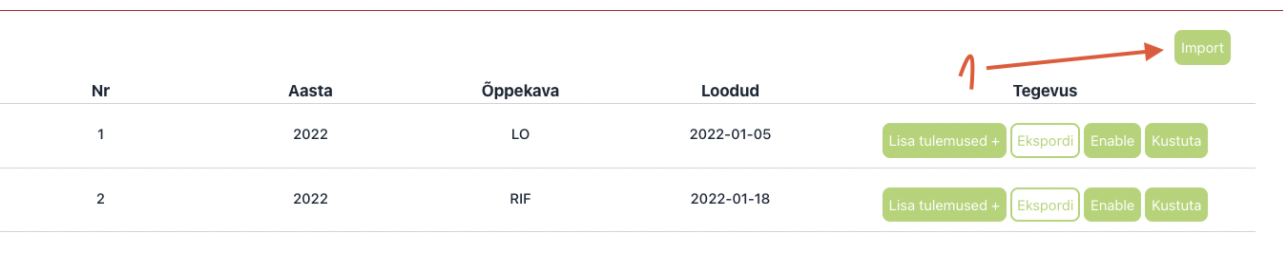 Import
1
Nr Aasta Õppekava Loodud Tegevus
1 2022 LO 2022-01-05 Lisa tulemused + Ekspordi Enable Kustuta
2 2022 RIF 2022-01-18 Lisa tulemused + Ekspordi Enable Kustuta